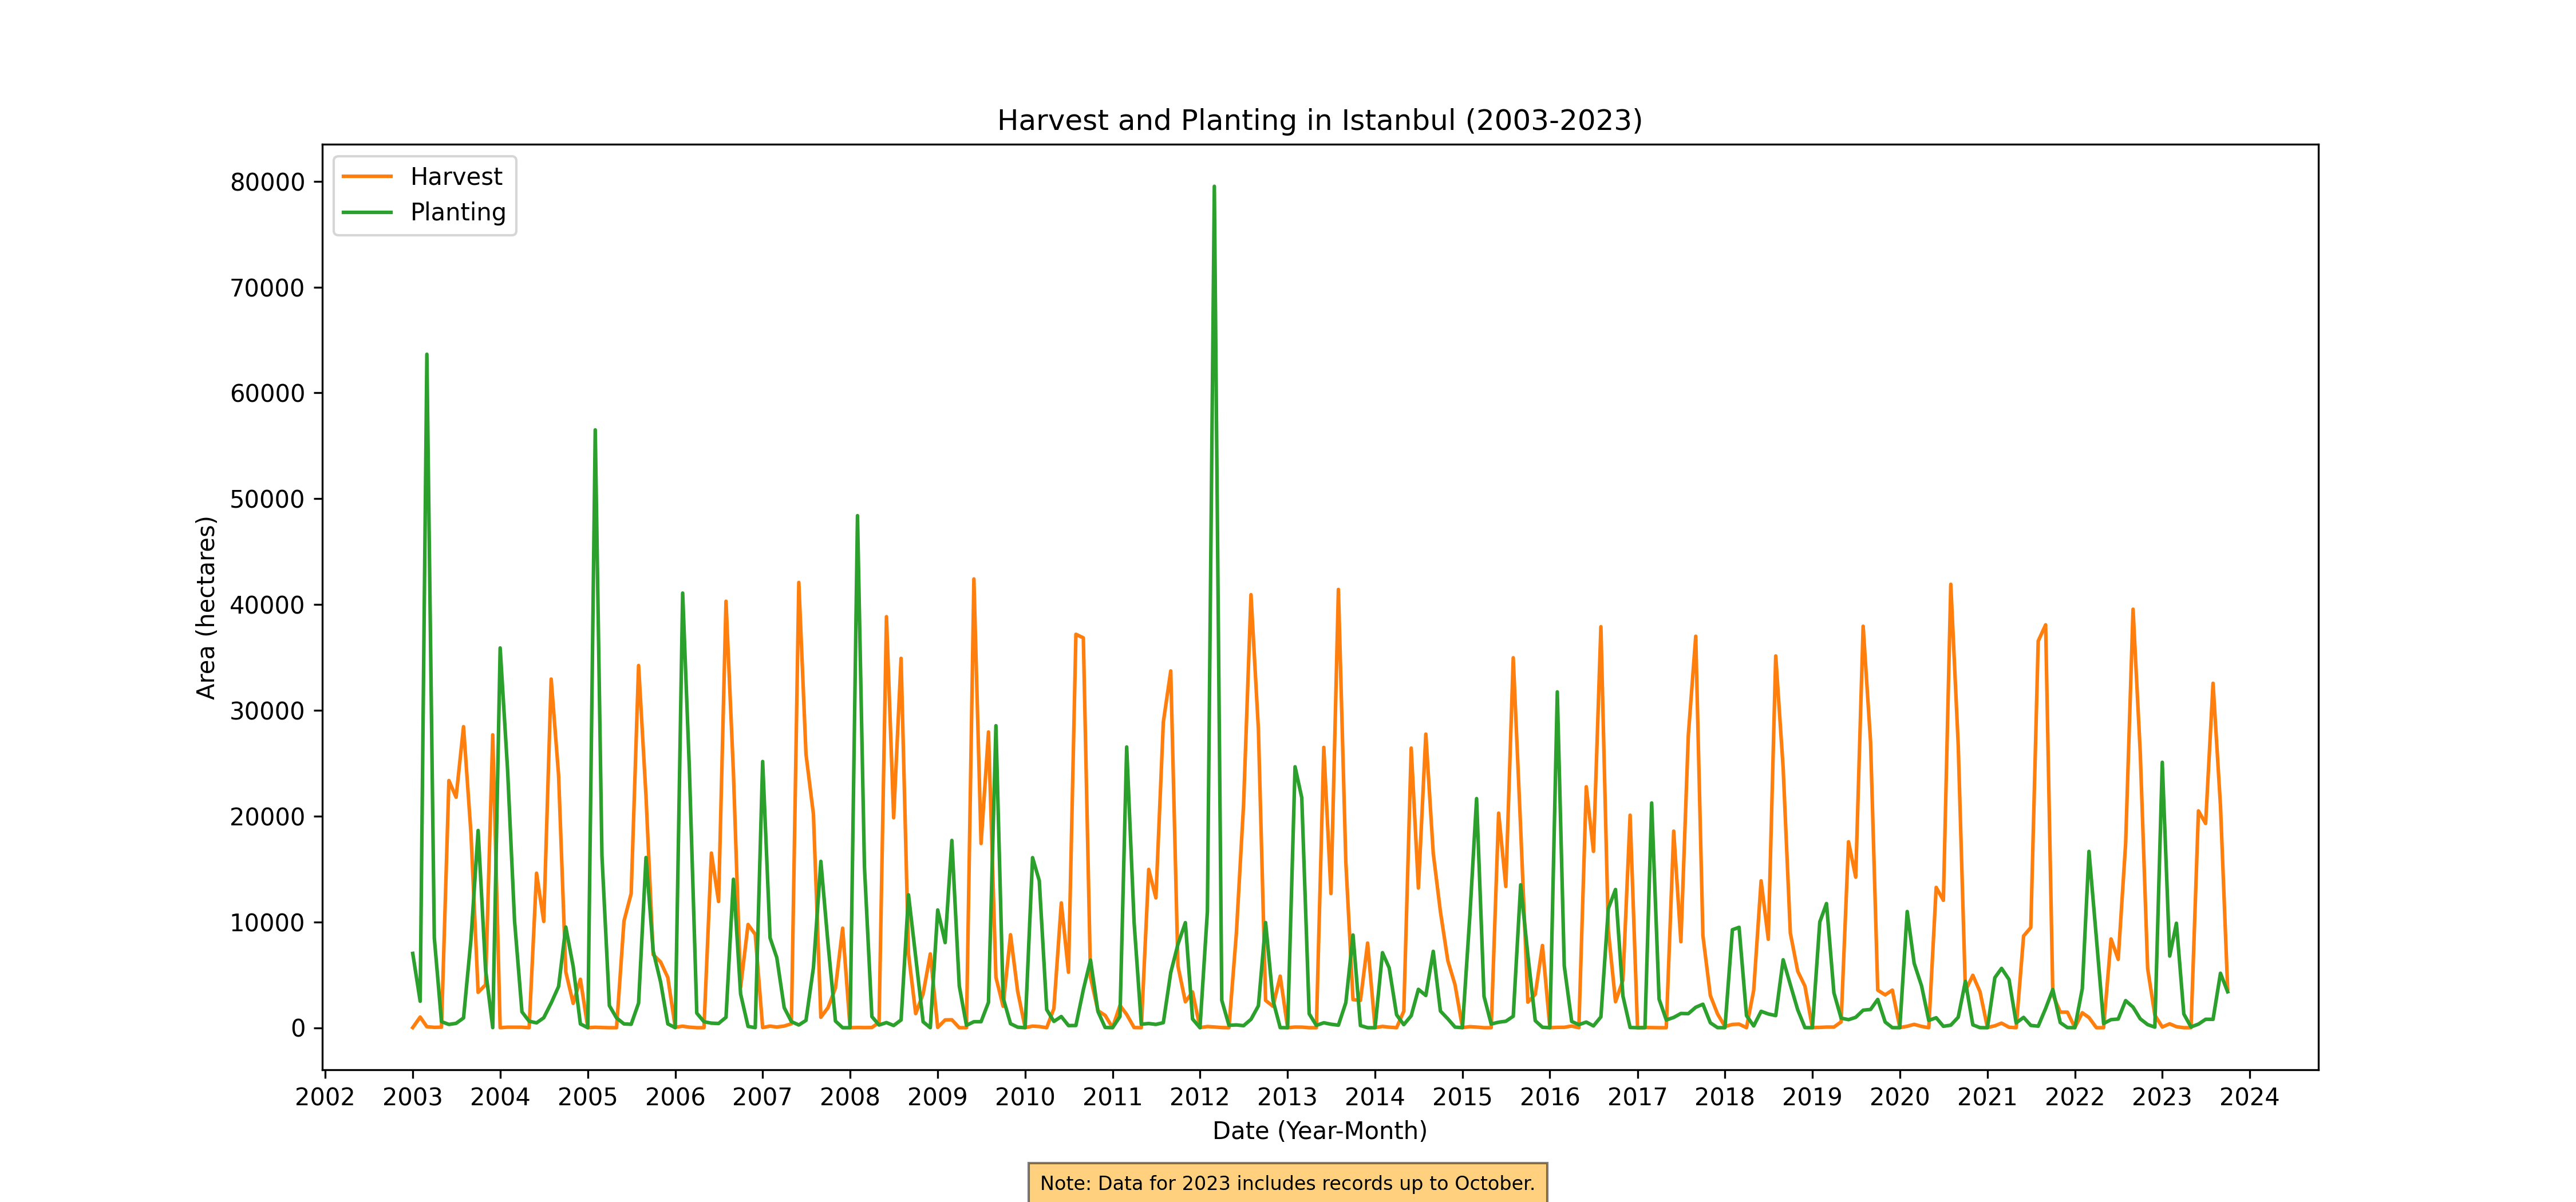 Harvest and Planting in Istanbul (2003-2023)
Harvest
Planting
80000
70000
60000
50000
40000
30000
20000
10000
0
Area (hectares)
2002 2003 2004 2005 2006 2007 2008 2009 2010 2011 2012 2013 2014 2015 2016 2017 2018 2019 2020 2021 2022 2023 2024
Date (Year-Month)
Note: Data for 2023 includes records up to October.